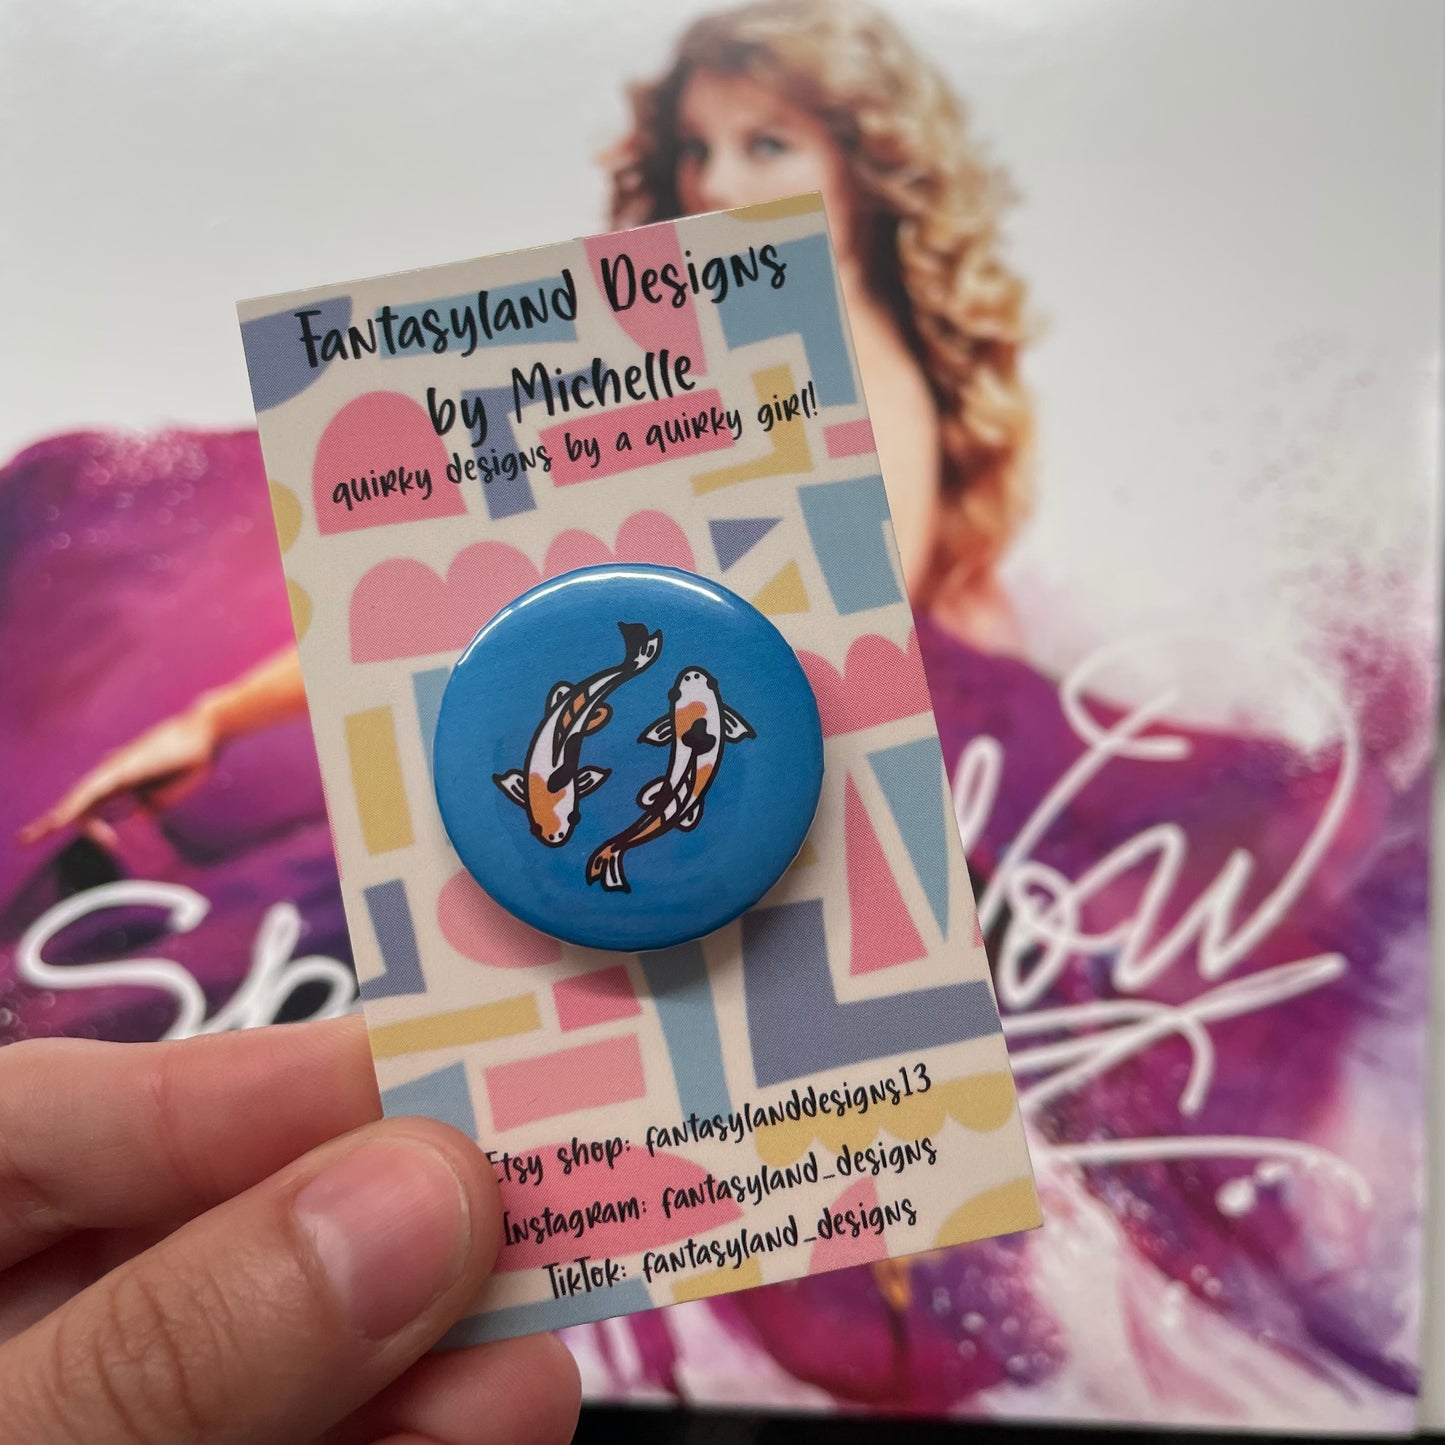 Fantasyland Designs
by Michelle
quirky designs by a quirky girl!
Etsy shop: fantasylanddesigns13
Instagram: fantasyland_designs
TikTok: fantasyland_designs